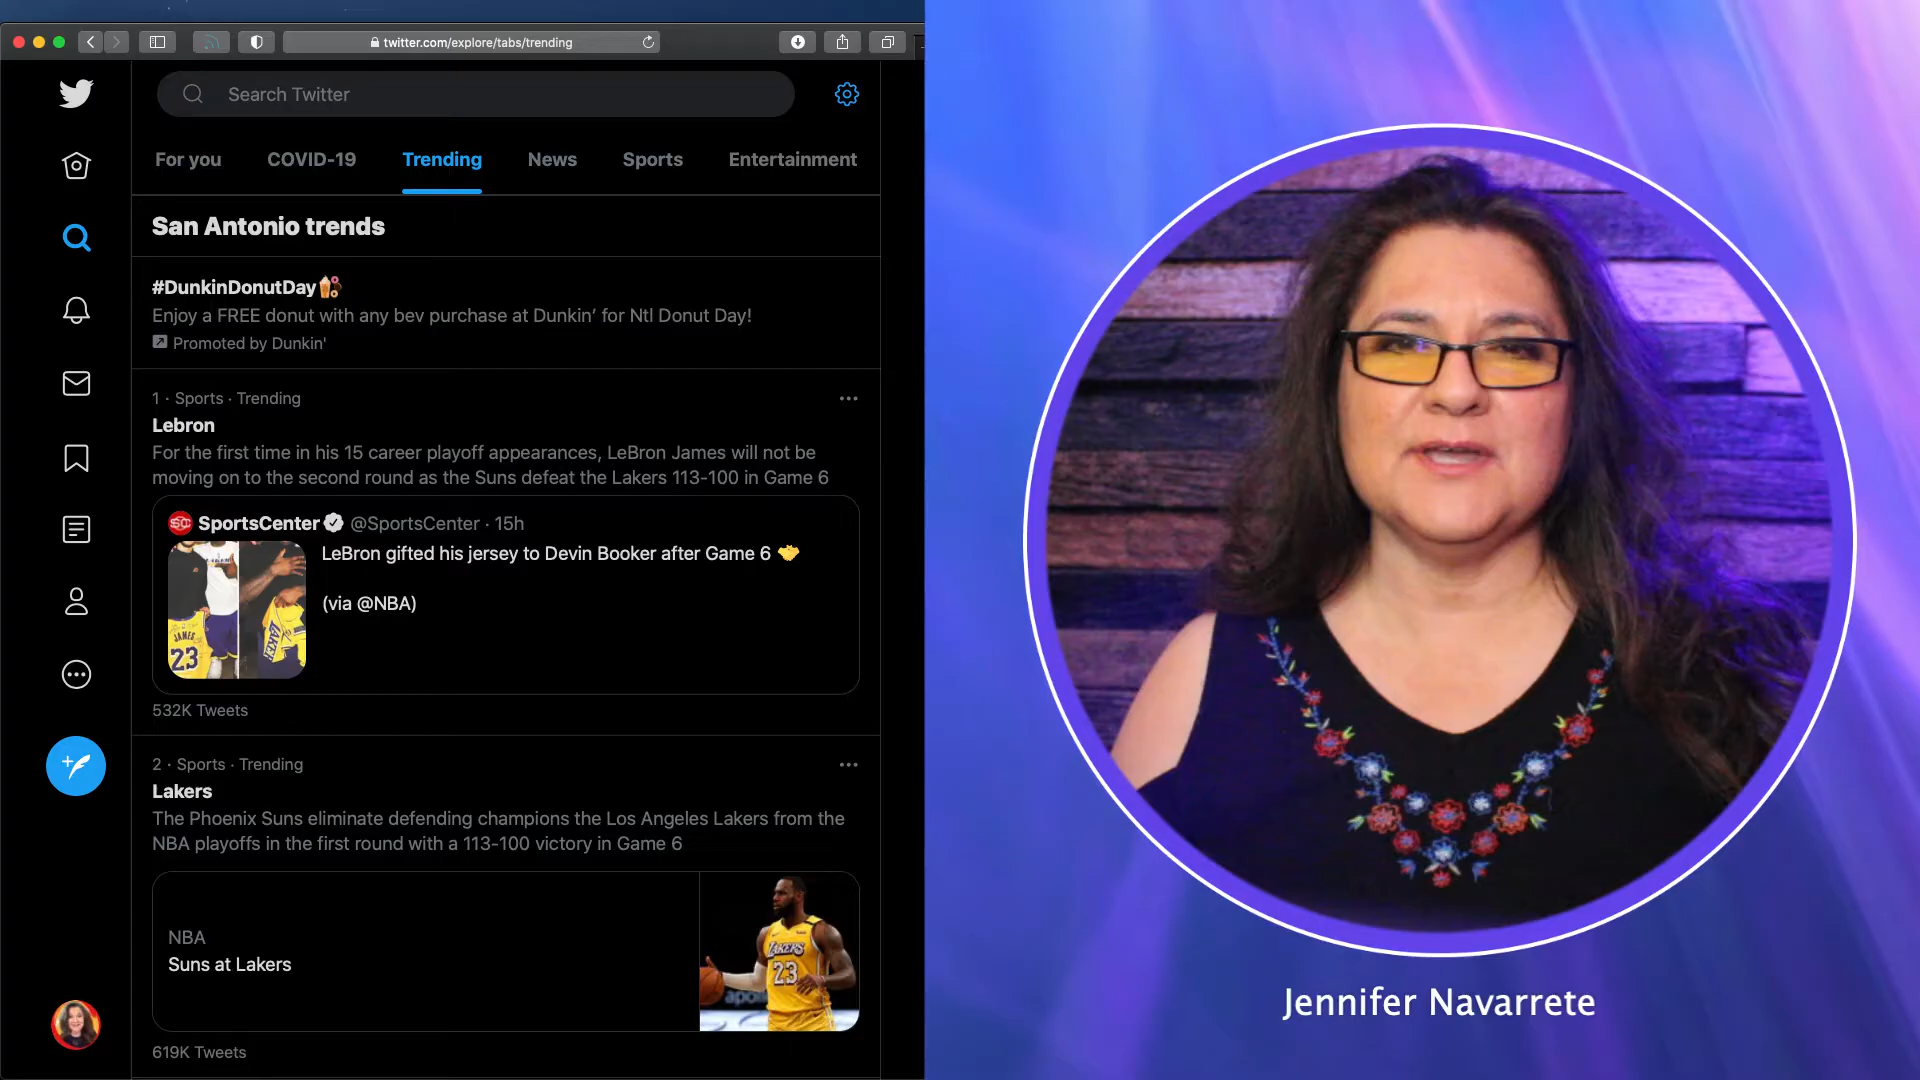 twitter.com/explore/tabs/trending
Search Twitter
For you COVID-19 Trending News Sports Entertainment
San Antonio trends
#DunkinDonutDay
Enjoy a FREE donut with any bev purchase at Dunkin’ for Ntl Donut Day!
Promoted by Dunkin'
1 · Sports · Trending
Lebron
For the first time in his 15 career playoff appearances, LeBron James will not be
moving on to the second round as the Suns defeat the Lakers 113-100 in Game 6
SC SportsCenter @SportsCenter · 15h
LeBron gifted his jersey to Devin Booker after Game 6
(via @NBA)
JAMES
23
LAKERS
532K Tweets
2 · Sports · Trending
Lakers
The Phoenix Suns eliminate defending champions the Los Angeles Lakers from the
NBA playoffs in the first round with a 113-100 victory in Game 6
NBA
Suns at Lakers
LAKERS
23
619K Tweets
Jennifer Navarrete